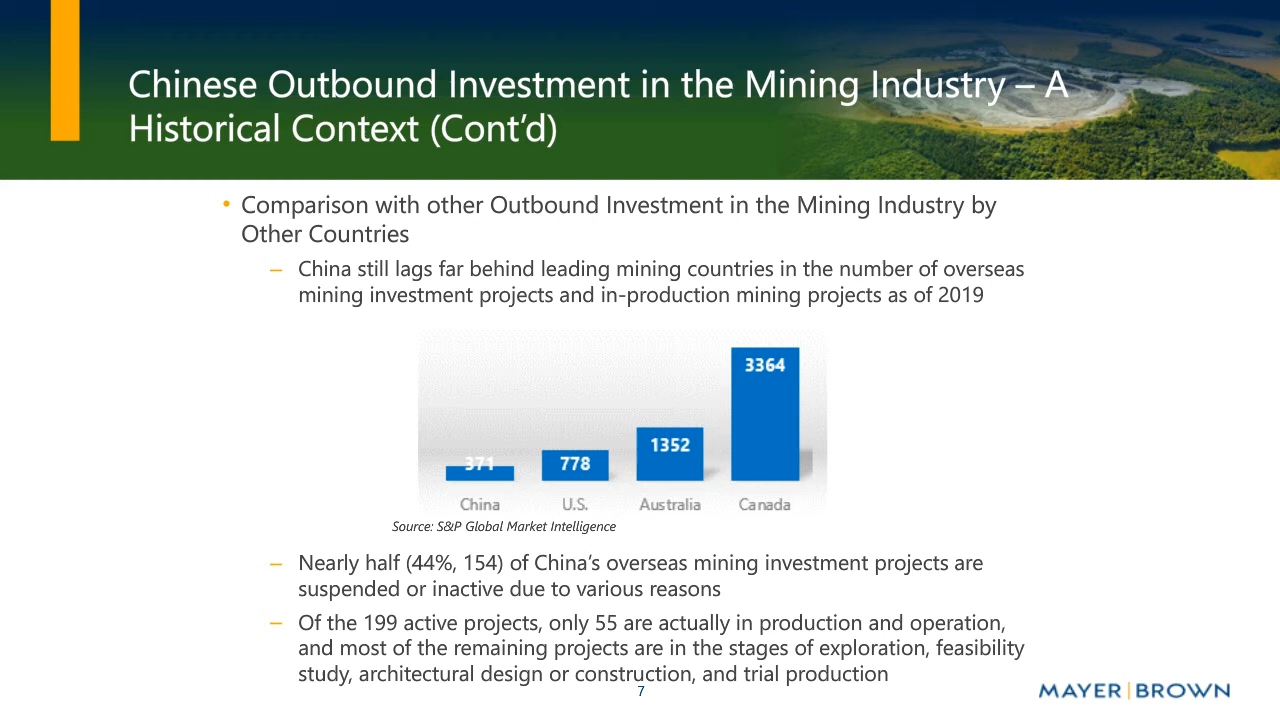 Chinese Outbound Investment in the Mining Industry – A
Historical Context (Cont’d)
• Comparison with other Outbound Investment in the Mining Industry by
Other Countries
– China still lags far behind leading mining countries in the number of overseas
mining investment projects and in-production mining projects as of 2019
3364
1352
778
371
China U.S. Australia Canada
Source: S&P Global Market Intelligence
– Nearly half (44%, 154) of China’s overseas mining investment projects are
suspended or inactive due to various reasons
– Of the 199 active projects, only 55 are actually in production and operation,
and most of the remaining projects are in the stages of exploration, feasibility
study, architectural design or construction, and trial production
7
MAYER|BROWN